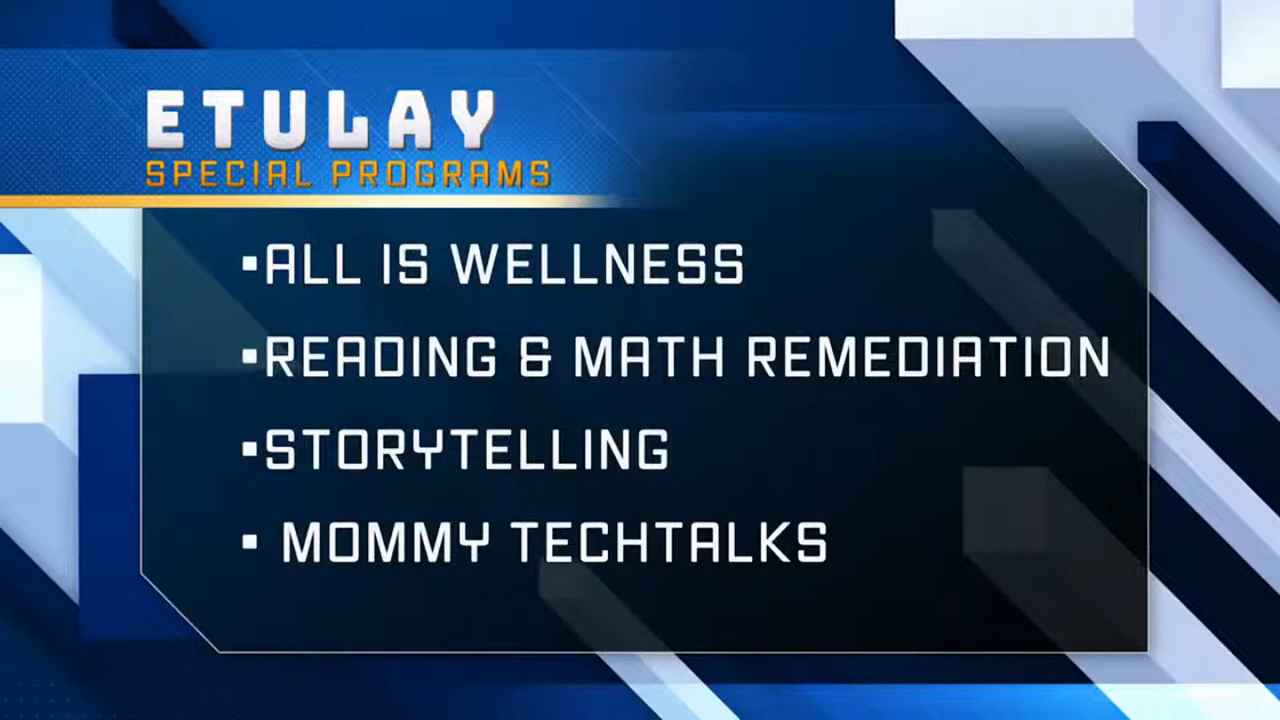 ETULAY
SPECIAL PROGRAMS
▪ALL IS WELLNESS
▪READING & MATH REMEDIATION
▪STORYTELLING
▪ MOMMY TECHTALKS